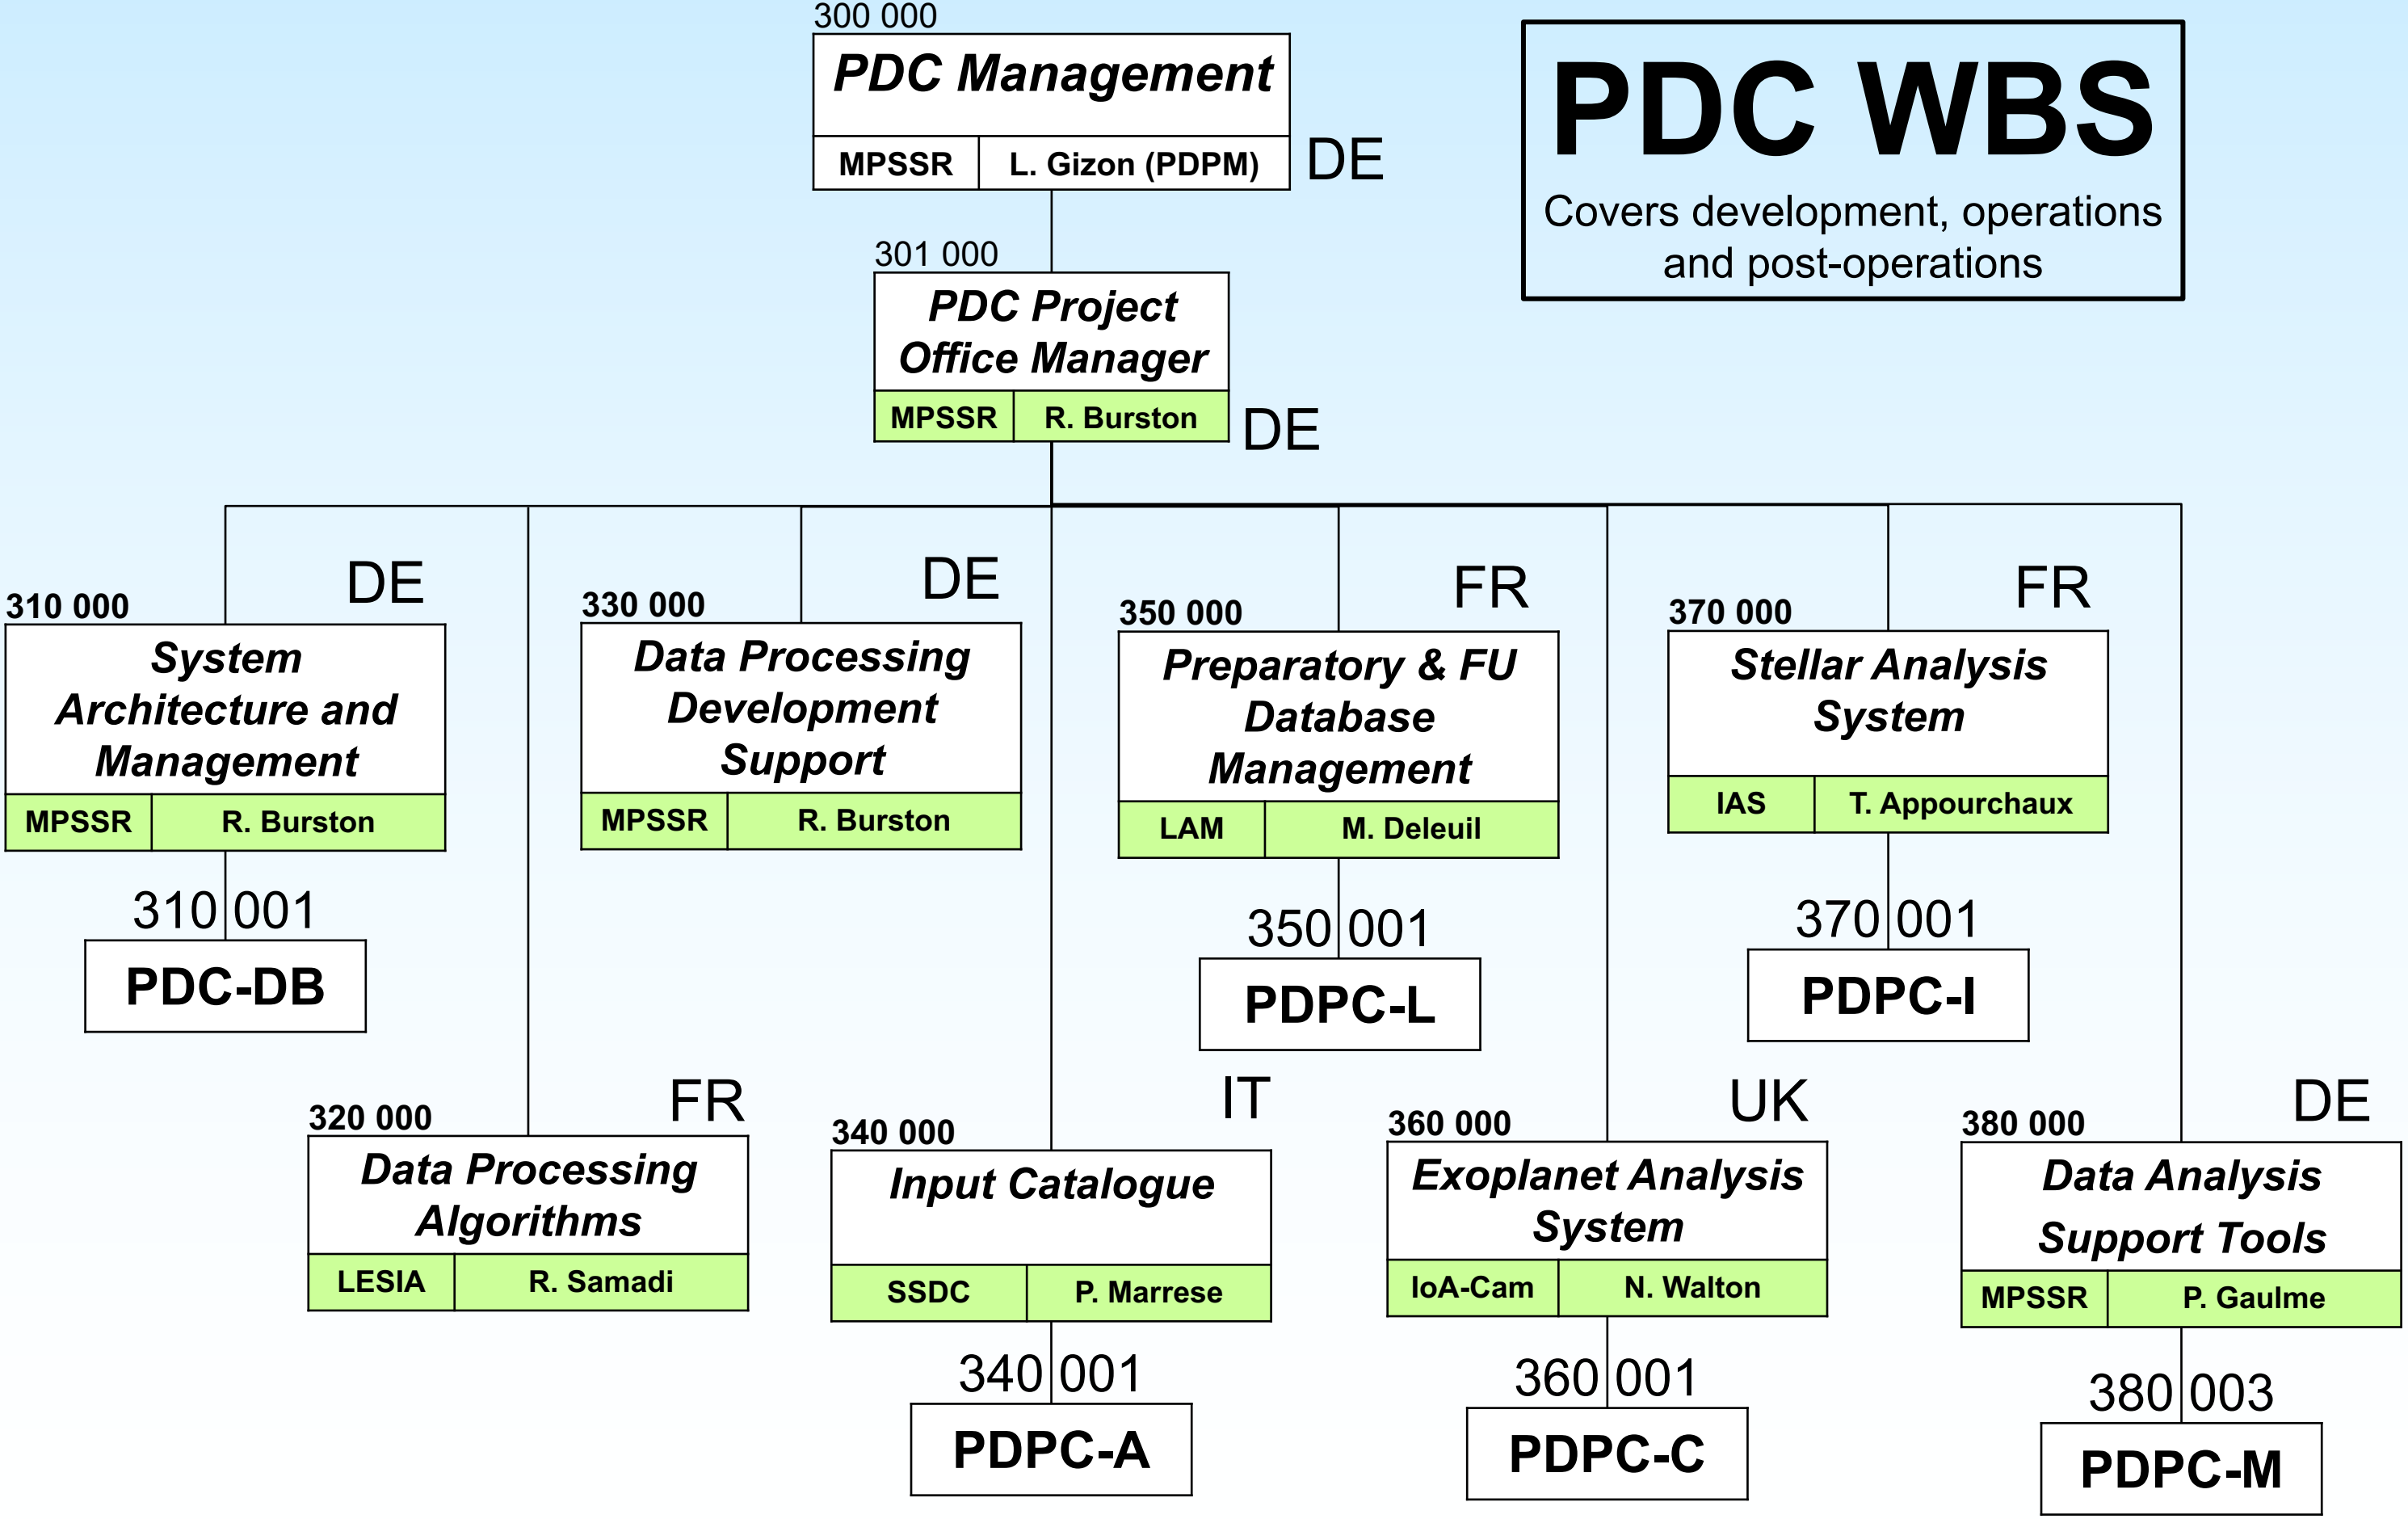 300 000
PDC Management
MPSSR
L. Gizon (PDPM)
DE
PDC WBS
Covers development, operations
and post-operations
301 000
PDC Project
Office Manager
MPSSR
R. Burston
DE
DE
310 000
System
Architecture and
Management
MPSSR
R. Burston
310 001
PDC-DB
DE
330 000
Data Processing
Development
Support
MPSSR
R. Burston
FR
350 000
Preparatory & FU
Database
Management
LAM
M. Deleuil
350 001
PDPC-L
FR
370 000
Stellar Analysis
System
IAS
T. Appourchaux
370 001
PDPC-I
FR
320 000
Data Processing
Algorithms
LESIA
R. Samadi
IT
340 000
Input Catalogue
SSDC
P. Marrese
340 001
PDPC-A
UK
360 000
Exoplanet Analysis
System
IoA-Cam
N. Walton
360 001
PDPC-C
DE
380 000
Data Analysis
Support Tools
MPSSR
P. Gaulme
380 003
PDPC-M